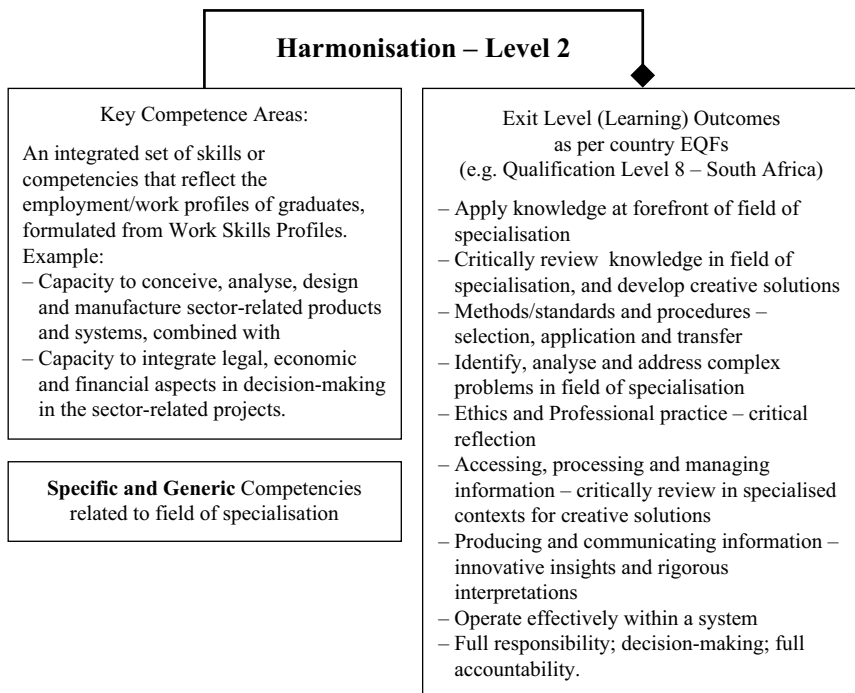 Harmonisation – Level 2
Key Competence Areas:
An integrated set of skills or
competencies that reflect the
employment/work profiles of graduates,
formulated from Work Skills Profiles.
Example:
– Capacity to conceive, analyse, design
and manufacture sector-related products
and systems, combined with
– Capacity to integrate legal, economic
and financial aspects in decision-making
in the sector-related projects.
Specific and Generic Competencies
related to field of specialisation
Exit Level (Learning) Outcomes
as per country EQFs
(e.g. Qualification Level 8 – South Africa)
– Apply knowledge at forefront of field of
specialisation
– Critically review knowledge in field of
specialisation, and develop creative solutions
– Methods/standards and procedures –
selection, application and transfer
– Identify, analyse and address complex
problems in field of specialisation
– Ethics and Professional practice – critical
reflection
– Accessing, processing and managing
information – critically review in specialised
contexts for creative solutions
– Producing and communicating information –
innovative insights and rigorous
interpretations
– Operate effectively within a system
– Full responsibility; decision-making; full
accountability.